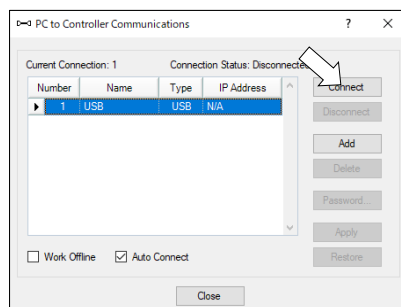 PC to Controller Communications
Current Connection: 1 Connection Status: Disconnected
Number Name Type IP Address
1 USB USB N/A
Connect
Disconnect
Add
Delete
Password...
Apply
Restore
Work Offline Auto Connect
Close